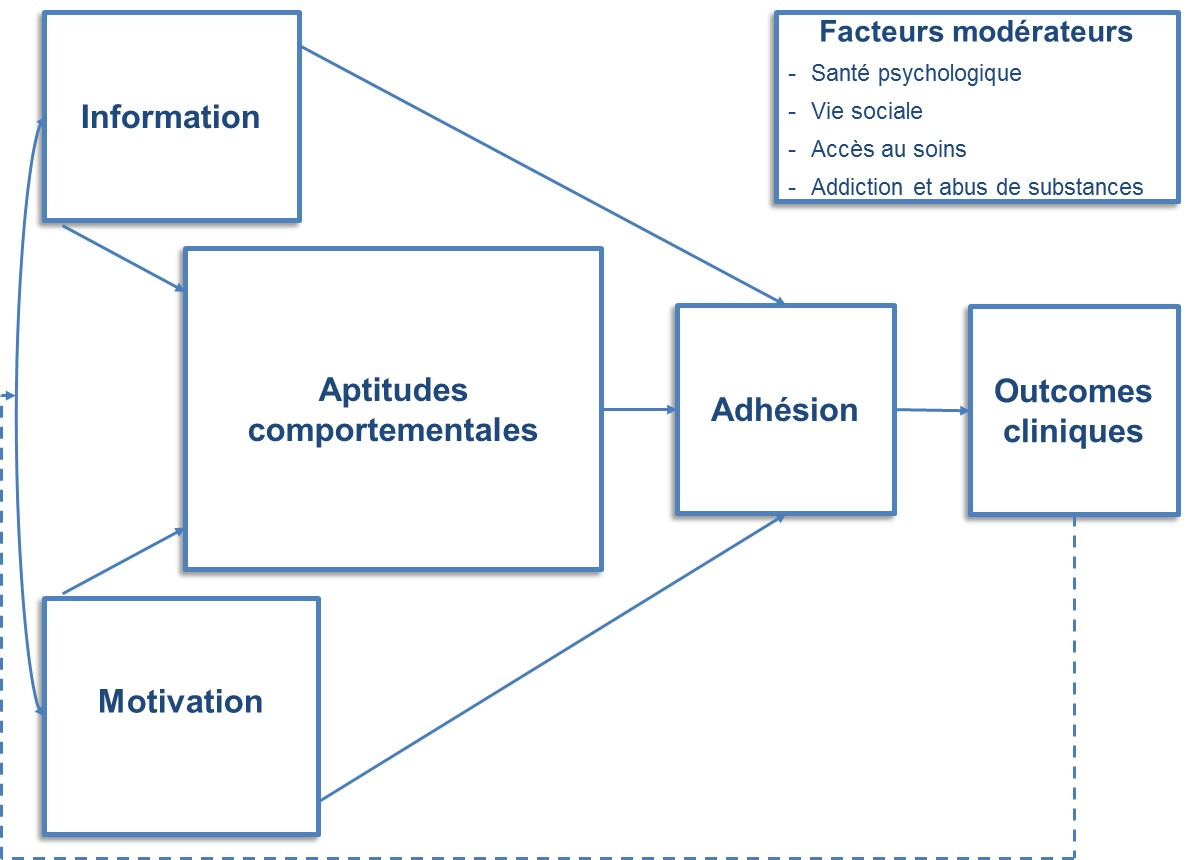 Information
Facteurs modérateurs
- Santé psychologique
- Vie sociale
- Accès au soins
- Addiction et abus de substances
Aptitudes
comportementales
Adhésion
Outcomes
cliniques
Motivation